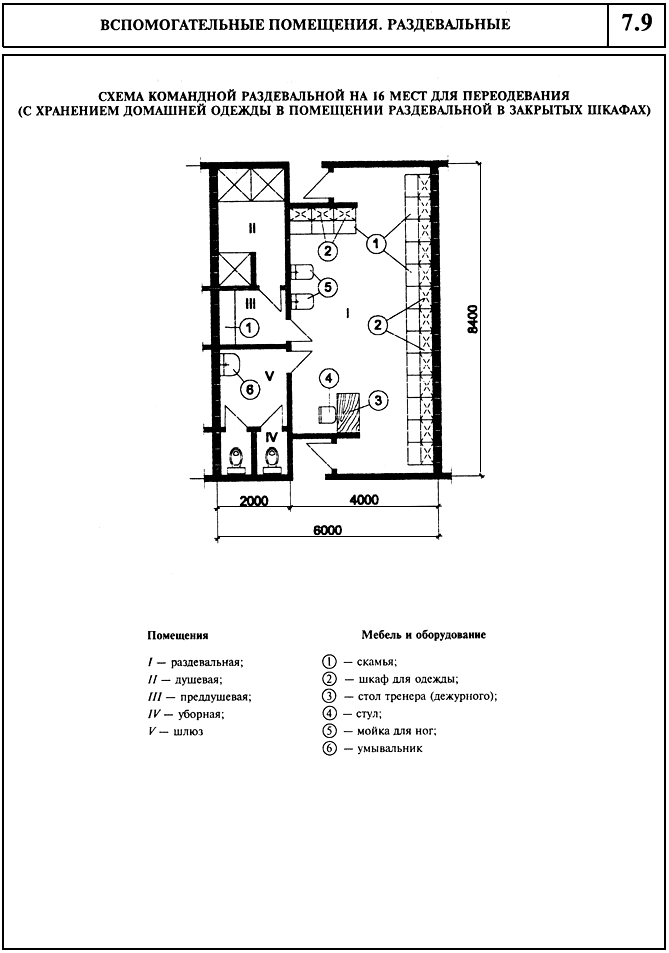 ВСПОМОГАТЕЛЬНЫЕ ПОМЕЩЕНИЯ. РАЗДЕВАЛЬНЫЕ
7.9
СХЕМА КОМАНДНОЙ РАЗДЕВАЛЬНОЙ НА 16 МЕСТ ДЛЯ ПЕРЕОДЕВАНИЯ
(С ХРАНЕНИЕМ ДОМАШНЕЙ ОДЕЖДЫ В ПОМЕЩЕНИИ РАЗДЕВАЛЬНОЙ В ЗАКРЫТЫХ ШКАФАХ)
II
2
1
5
III
I
1
2
8400
4
V
6
3
IV
2000
4000
6000
Помещения
I — раздевальная;
II — душевая;
III — преддушевая;
IV — уборная;
V — шлюз
Мебель и оборудование
1 — скамья;
2 — шкаф для одежды;
3 — стол тренера (дежурного);
4 — стул;
5 — мойка для ног;
6 — умывальник